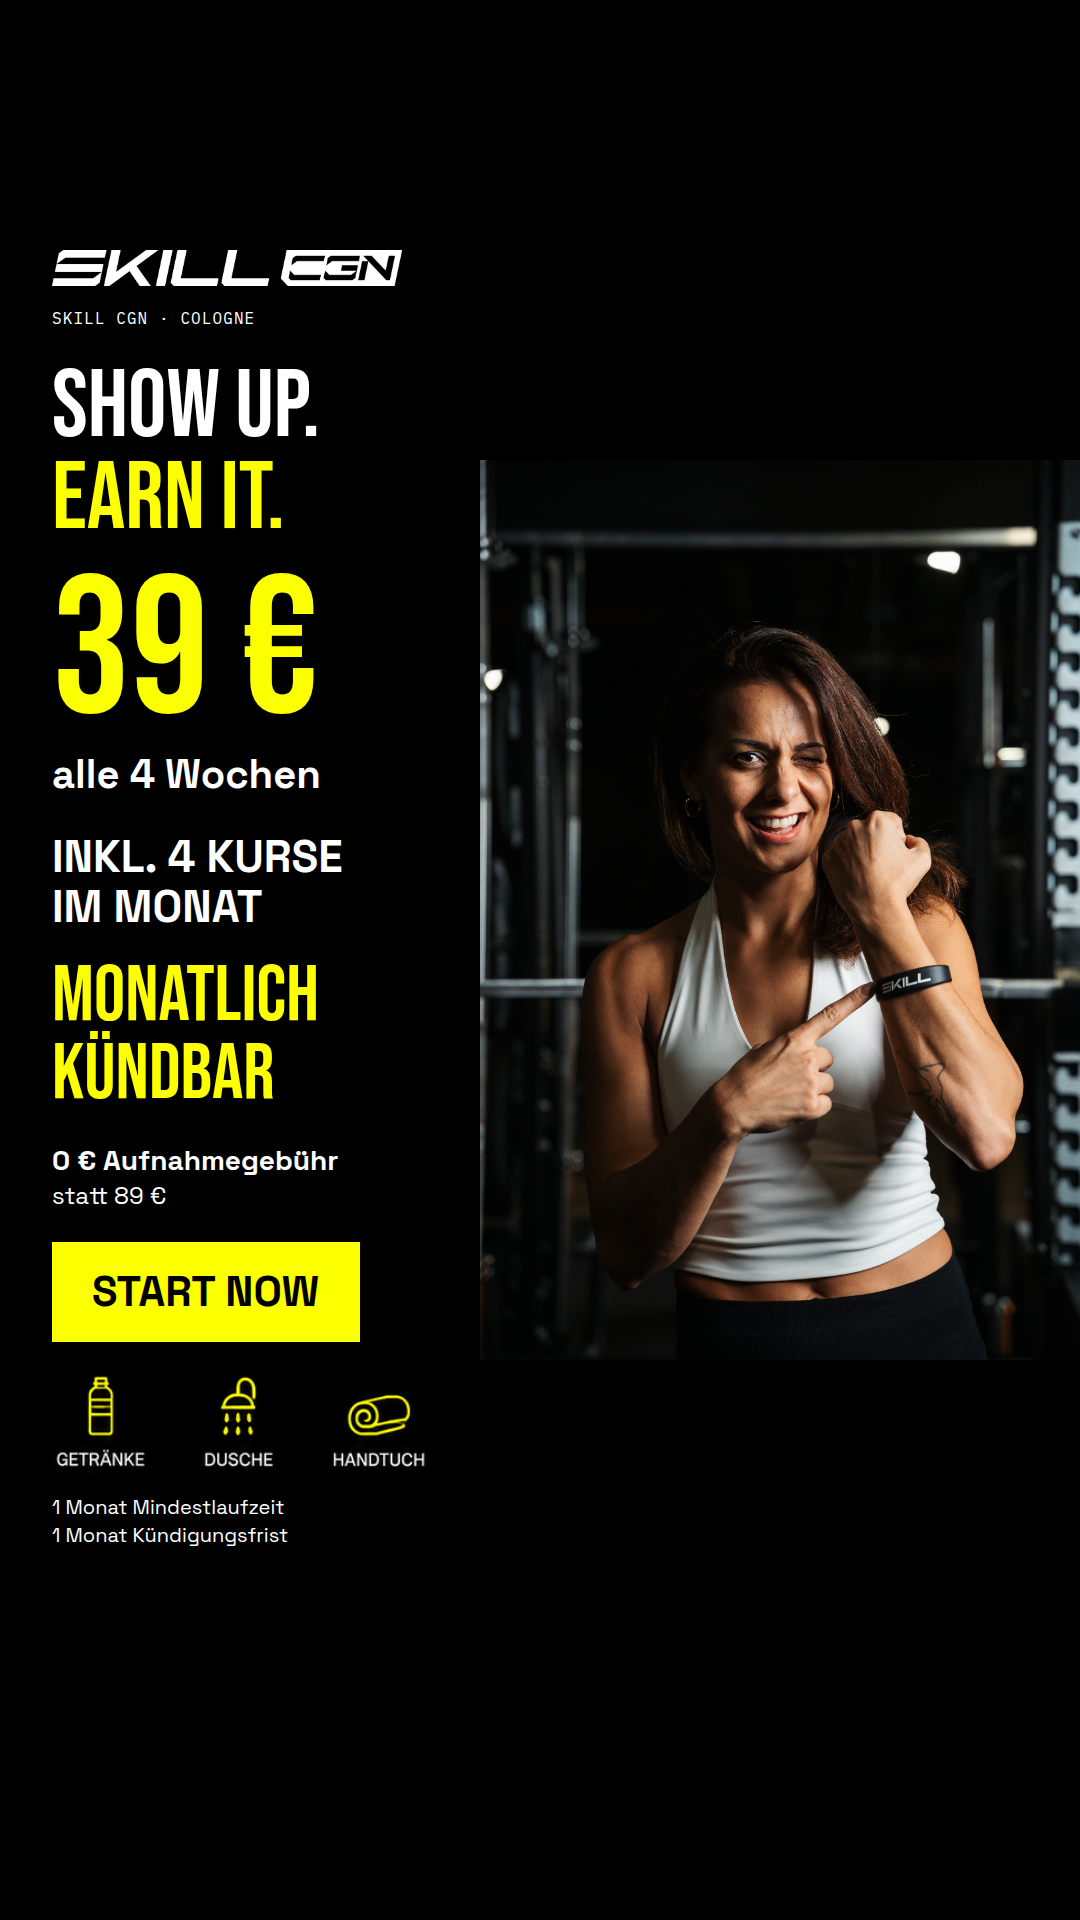 SKILL CGN
SKILL CGN · COLOGNE
SHOW UP.
EARN IT.
39 €
alle 4 Wochen
INKL. 4 KURSE
IM MONAT
MONATLICH
KÜNDBAR
0 € Aufnahmegebühr
statt 89 €
START NOW
GETRÄNKE DUSCHE HANDTUCH
1 Monat Mindestlaufzeit
1 Monat Kündigungsfrist
SKILL